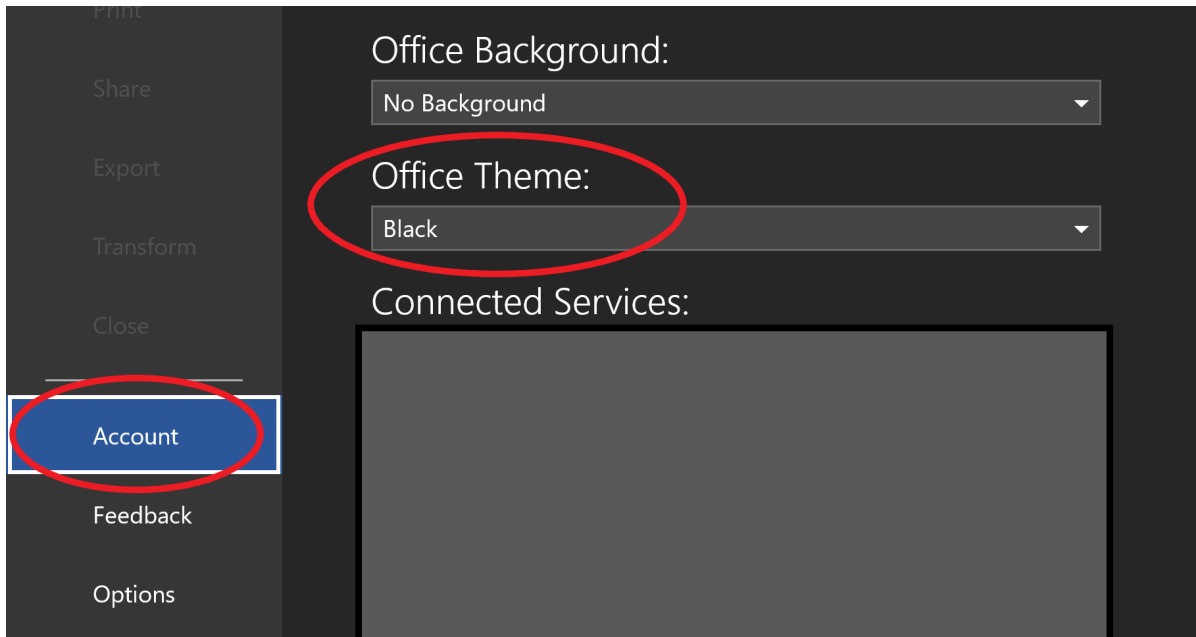 Print
Share
Export
Transform
Close
Account
Feedback
Options
Office Background:
No Background
Office Theme:
Black
Connected Services: